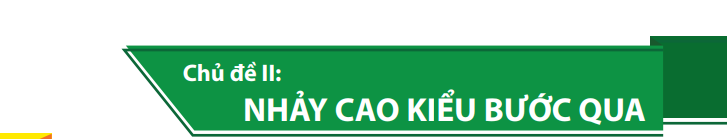 Chủ đề II:
NHẢY CAO KIỂU BƯỚC QUA